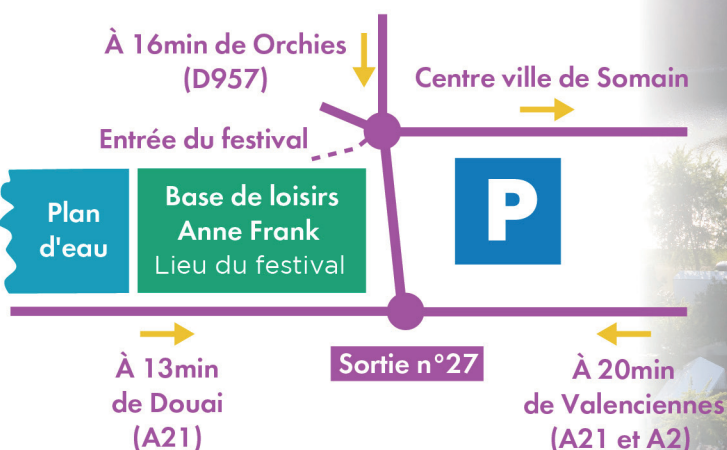 À 16min de Orchies
(D957)
Centre ville de Somain
Entrée du festival
Plan
d'eau
Base de loisirs
Anne Frank
Lieu du festival
P
À 13min
de Douai
(A21)
Sortie n°27
À 20min
de Valenciennes
(A21 et A2)